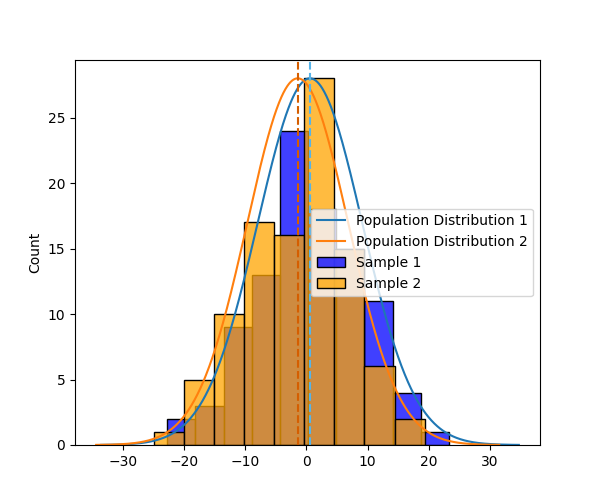 Count
25
20
15
10
5
0
Population Distribution 1
Population Distribution 2
Sample 1
Sample 2
−30 −20 −10 0 10 20 30